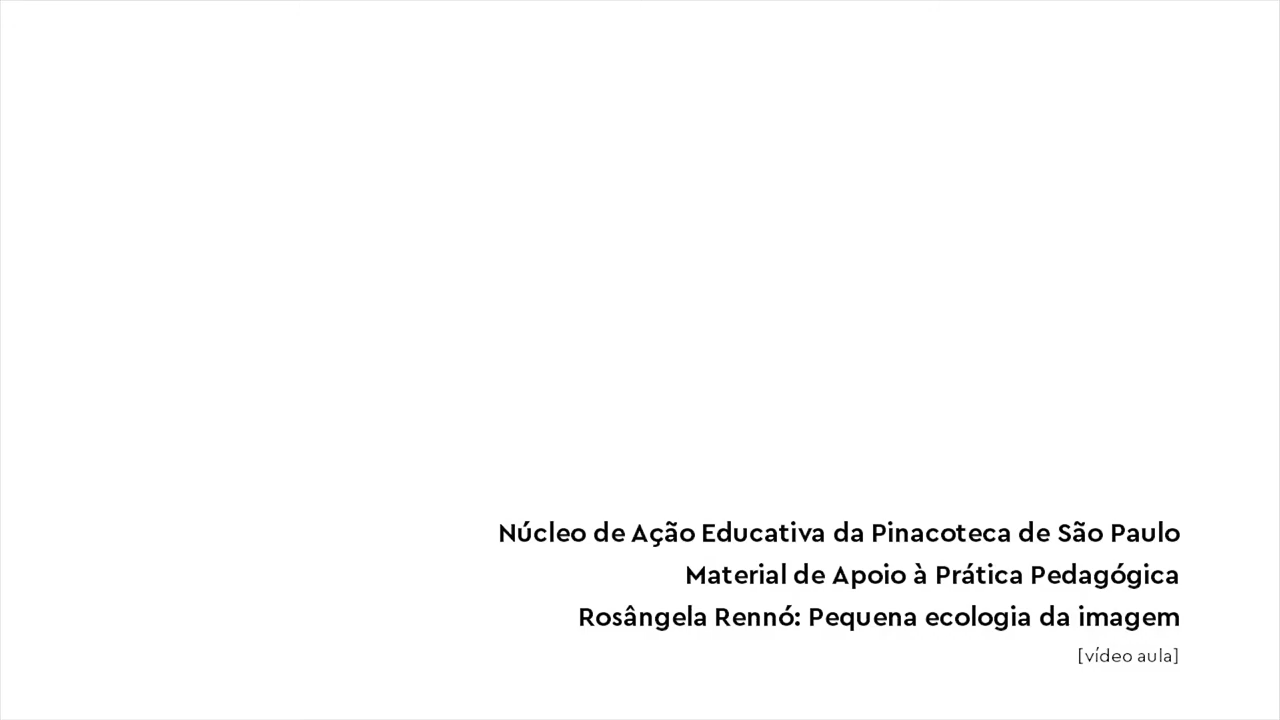 Núcleo de Ação Educativa da Pinacoteca de São Paulo
Material de Apoio à Prática Pedagógica
Rosângela Rennó: Pequena ecologia da imagem
[vídeo aula]